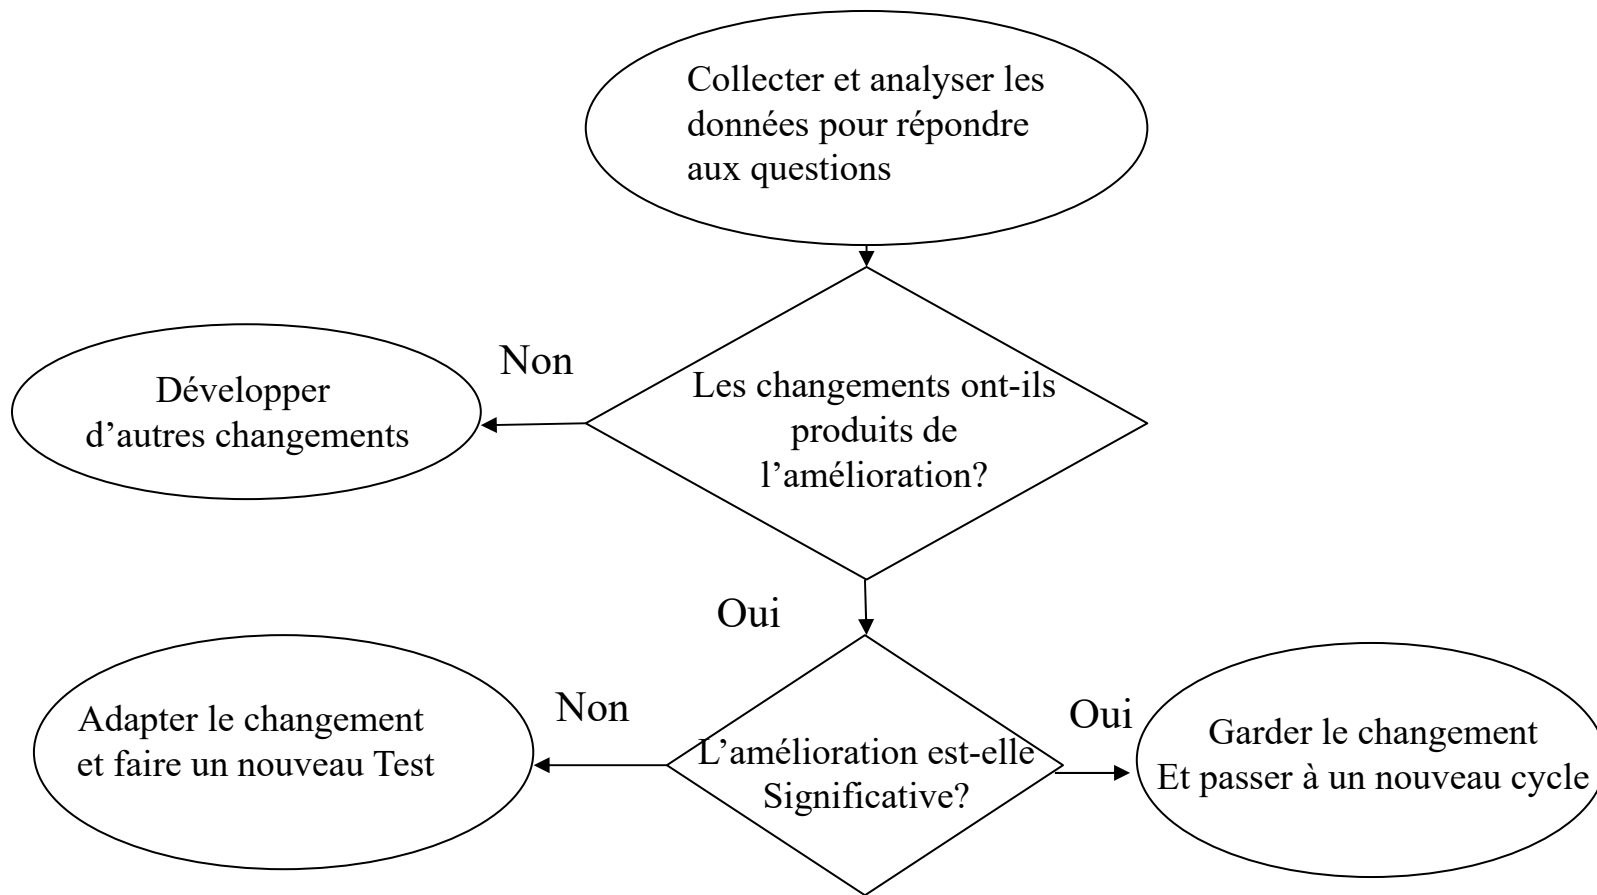 Collecter et analyser les
données pour répondre
aux questions
Non
Développer
d’autres changements
Les changements ont-ils
produits de
l’amélioration?
Oui
Non
Adapter le changement
et faire un nouveau Test
L’amélioration est-elle
Significative?
Oui
Garder le changement
Et passer à un nouveau cycle